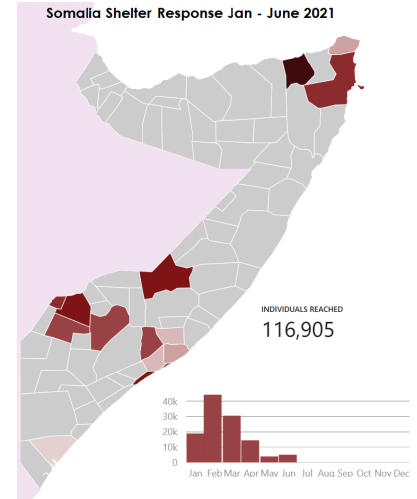 Somalia Shelter Response Jan - June 2021
INDIVIDUALS REACHED
116,905
40k
30k
20k
10k
0
Jan Feb Mar Apr May Jun Jul Aug Sep Oct Nov Dec